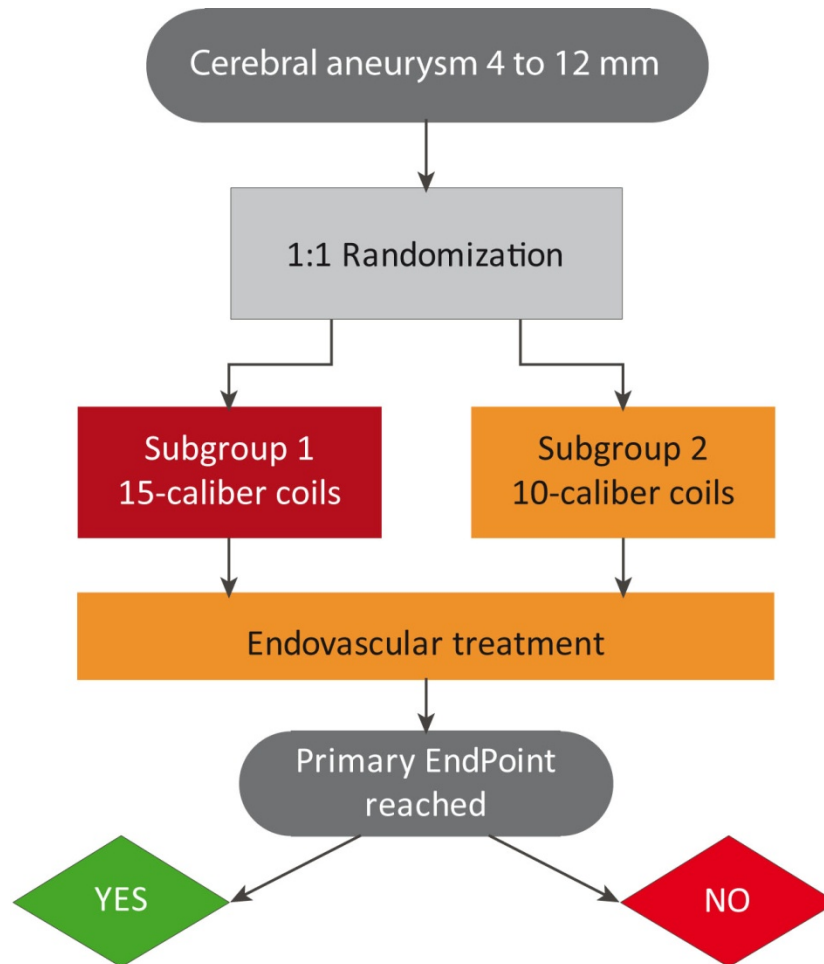 Cerebral aneurysm 4 to 12 mm
1:1 Randomization
Subgroup 1
15-caliber coils
Subgroup 2
10-caliber coils
Endovascular treatment
Primary EndPoint
reached
YES
NO